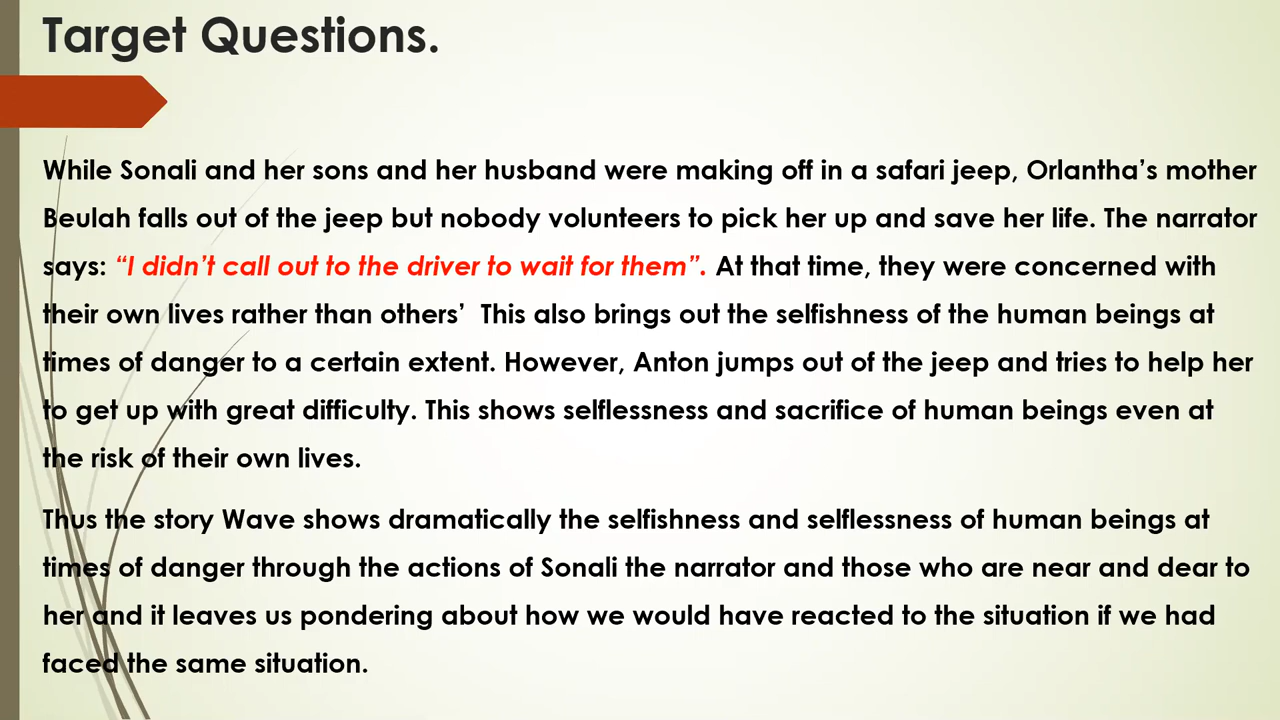 Target Questions.
While Sonali and her sons and her husband were making off in a safari jeep, Orlantha’s mother
Beulah falls out of the jeep but nobody volunteers to pick her up and save her life. The narrator
says: “I didn’t call out to the driver to wait for them”. At that time, they were concerned with
their own lives rather than others’  This also brings out the selfishness of the human beings at
times of danger to a certain extent. However, Anton jumps out of the jeep and tries to help her
to get up with great difficulty. This shows selflessness and sacrifice of human beings even at
the risk of their own lives.
Thus the story Wave shows dramatically the selfishness and selflessness of human beings at
times of danger through the actions of Sonali the narrator and those who are near and dear to
her and it leaves us pondering about how we would have reacted to the situation if we had
faced the same situation.